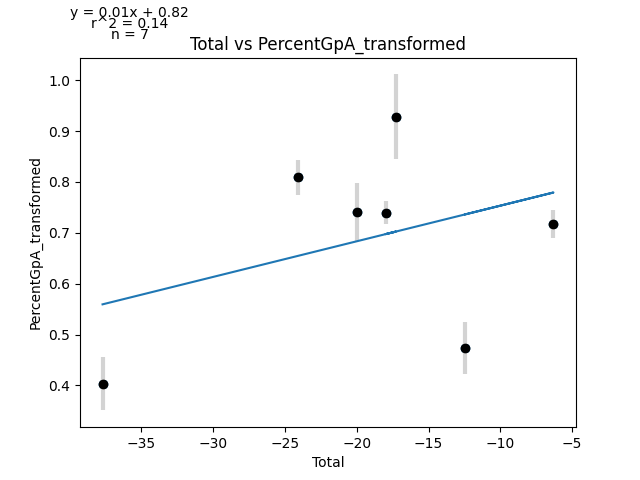 y = 0.01x + 0.82
r^2 = 0.14
n = 7
Total vs PercentGpA_transformed
PercentGpA_transformed
1.0
0.9
0.8
0.7
0.6
0.5
0.4
−35 −30 −25 −20 −15 −10 −5
Total